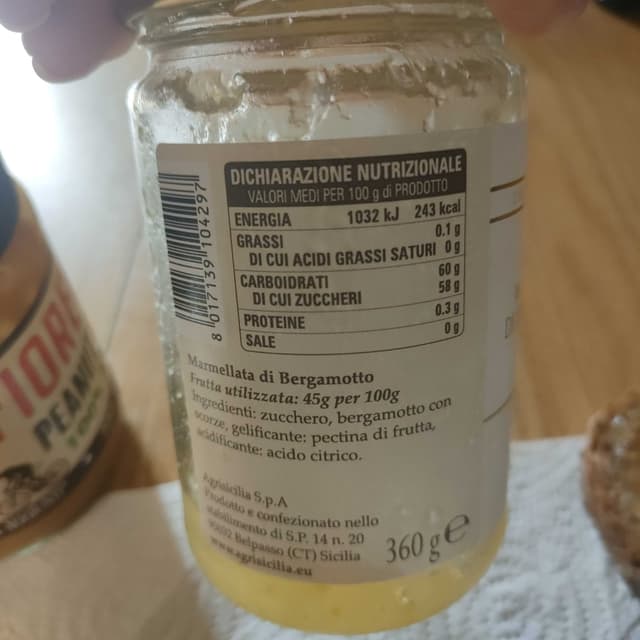 DICHIARAZIONE NUTRIZIONALE
VALORI MEDI PER 100 g di PRODOTTO
ENERGIA 1032 kJ 243 kcal
GRASSI 0.1 g
DI CUI ACIDI GRASSI SATURI 0 g
CARBOIDRATI 60 g
DI CUI ZUCCHERI 58 g
PROTEINE 0.3 g
SALE 0 g
8 017139 104297
Marmellata di Bergamotto
Frutta utilizzata: 45g per 100g
Ingredienti: zucchero, bergamotto con
scorze, gelificante: pectina di frutta,
acidificante: acido citrico.
Agrisicilia S.p.A
Prodotto e confezionato nello
stabilimento di S.P. 14 n. 20
Belpasso (CT) Sicilia
www.agrisicilia.eu
360 g e
FIORE
PEANUT
100%